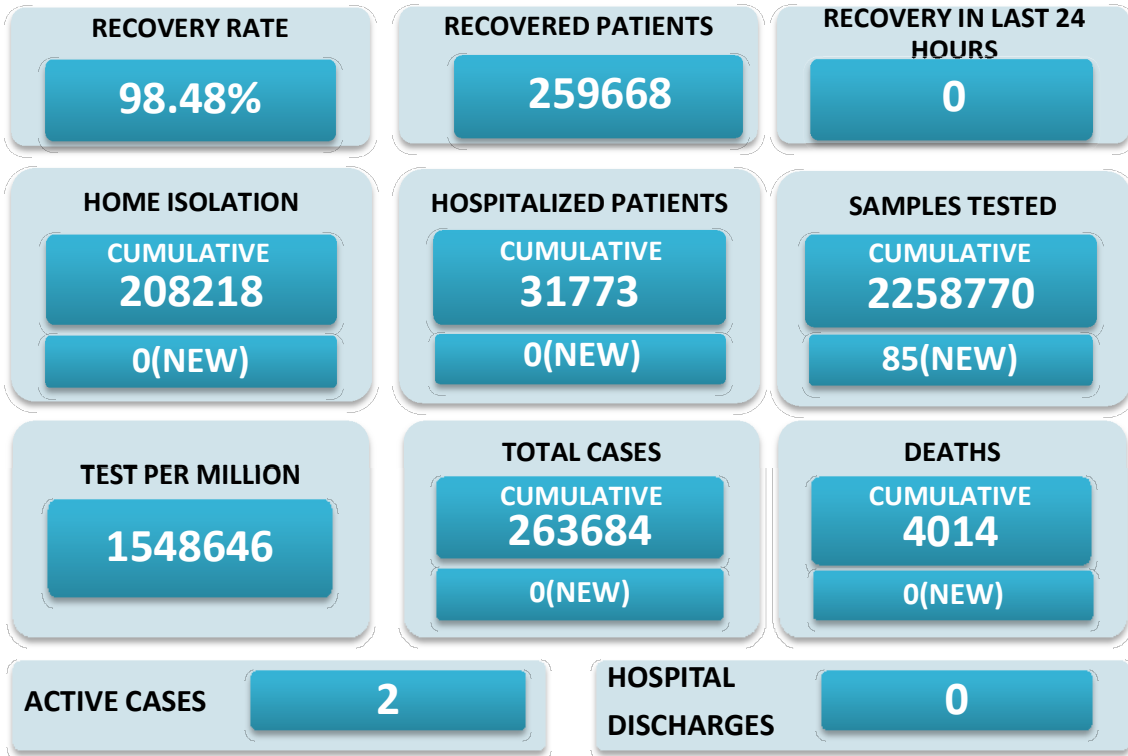 RECOVERY RATE
98.48%
RECOVERED PATIENTS
259668
RECOVERY IN LAST 24
HOURS
0
HOME ISOLATION
CUMULATIVE
208218
0(NEW)
HOSPITALIZED PATIENTS
CUMULATIVE
31773
0(NEW)
SAMPLES TESTED
CUMULATIVE
2258770
85(NEW)
TEST PER MILLION
1548646
TOTAL CASES
CUMULATIVE
263684
0(NEW)
DEATHS
CUMULATIVE
4014
0(NEW)
ACTIVE CASES
2
HOSPITAL
DISCHARGES
0